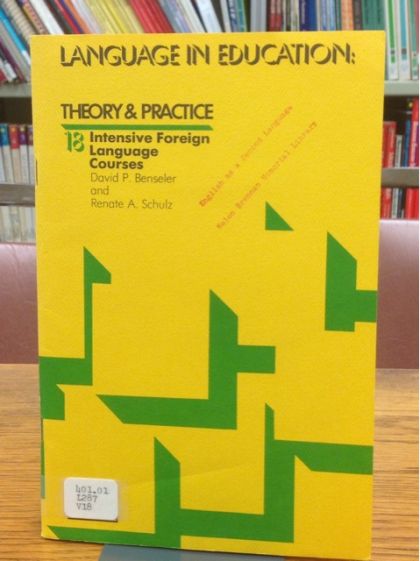 LANGUAGE IN EDUCATION:
THEORY & PRACTICE
18 Intensive Foreign
Language
Courses
David P. Benseler
and
Renate A. Schulz
English as a Second Language
Helen Brennan Memorial Library
401.01
L287
V18